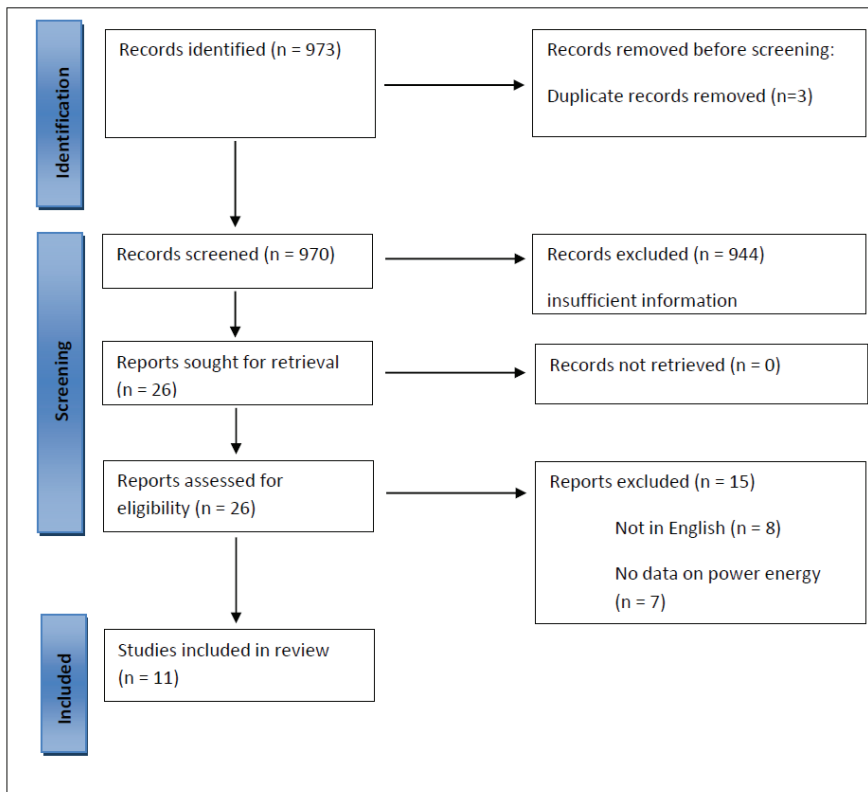 Identification
Records identified (n = 973)
Records removed before screening:
Duplicate records removed (n=3)
Screening
Records screened (n = 970)
Records excluded (n = 944)
insufficient information
Reports sought for retrieval
(n = 26)
Records not retrieved (n = 0)
Reports assessed for
eligibility (n = 26)
Reports excluded (n = 15)
Not in English (n = 8)
No data on power energy
(n = 7)
Included
Studies included in review
(n = 11)